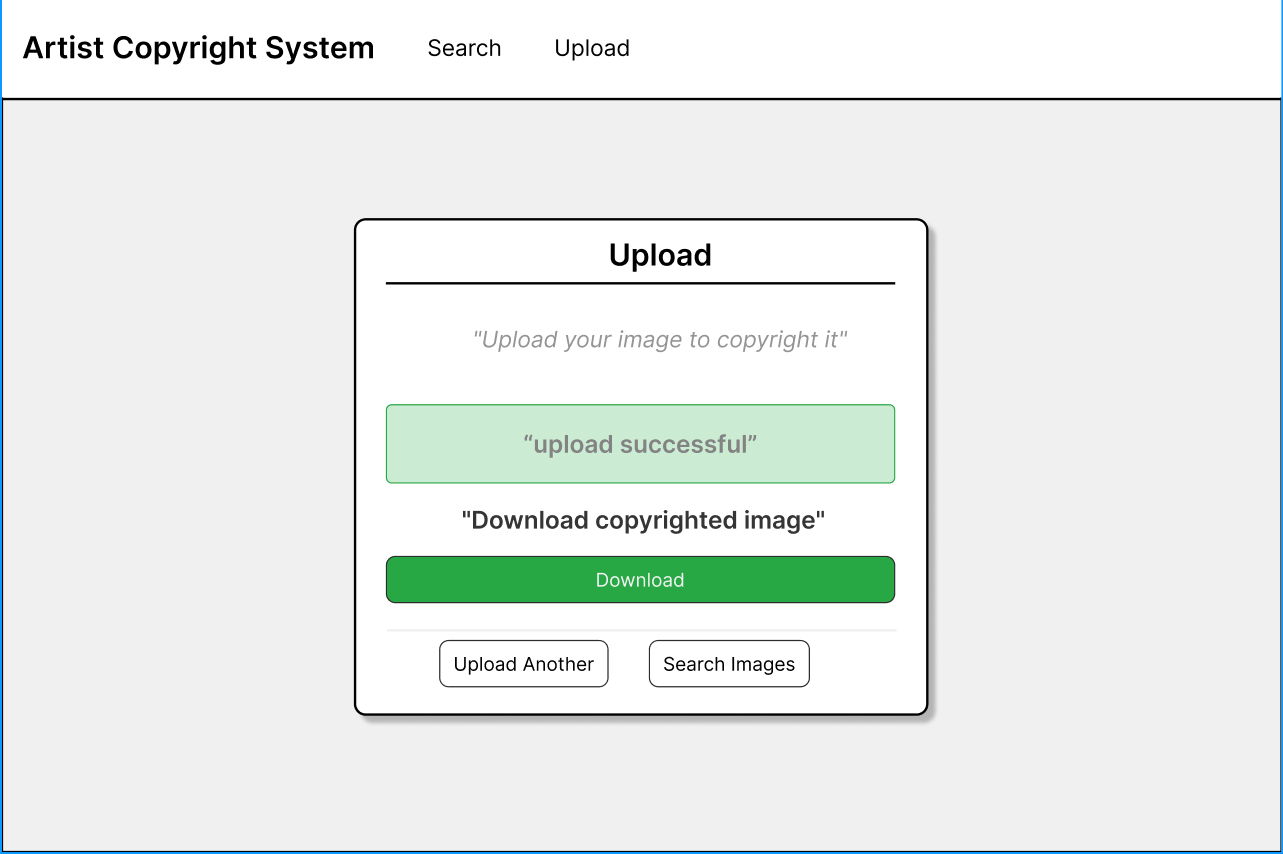 Artist Copyright System Search Upload
Upload
"Upload your image to copyright it"
“upload successful”
"Download copyrighted image"
Download
Upload Another Search Images